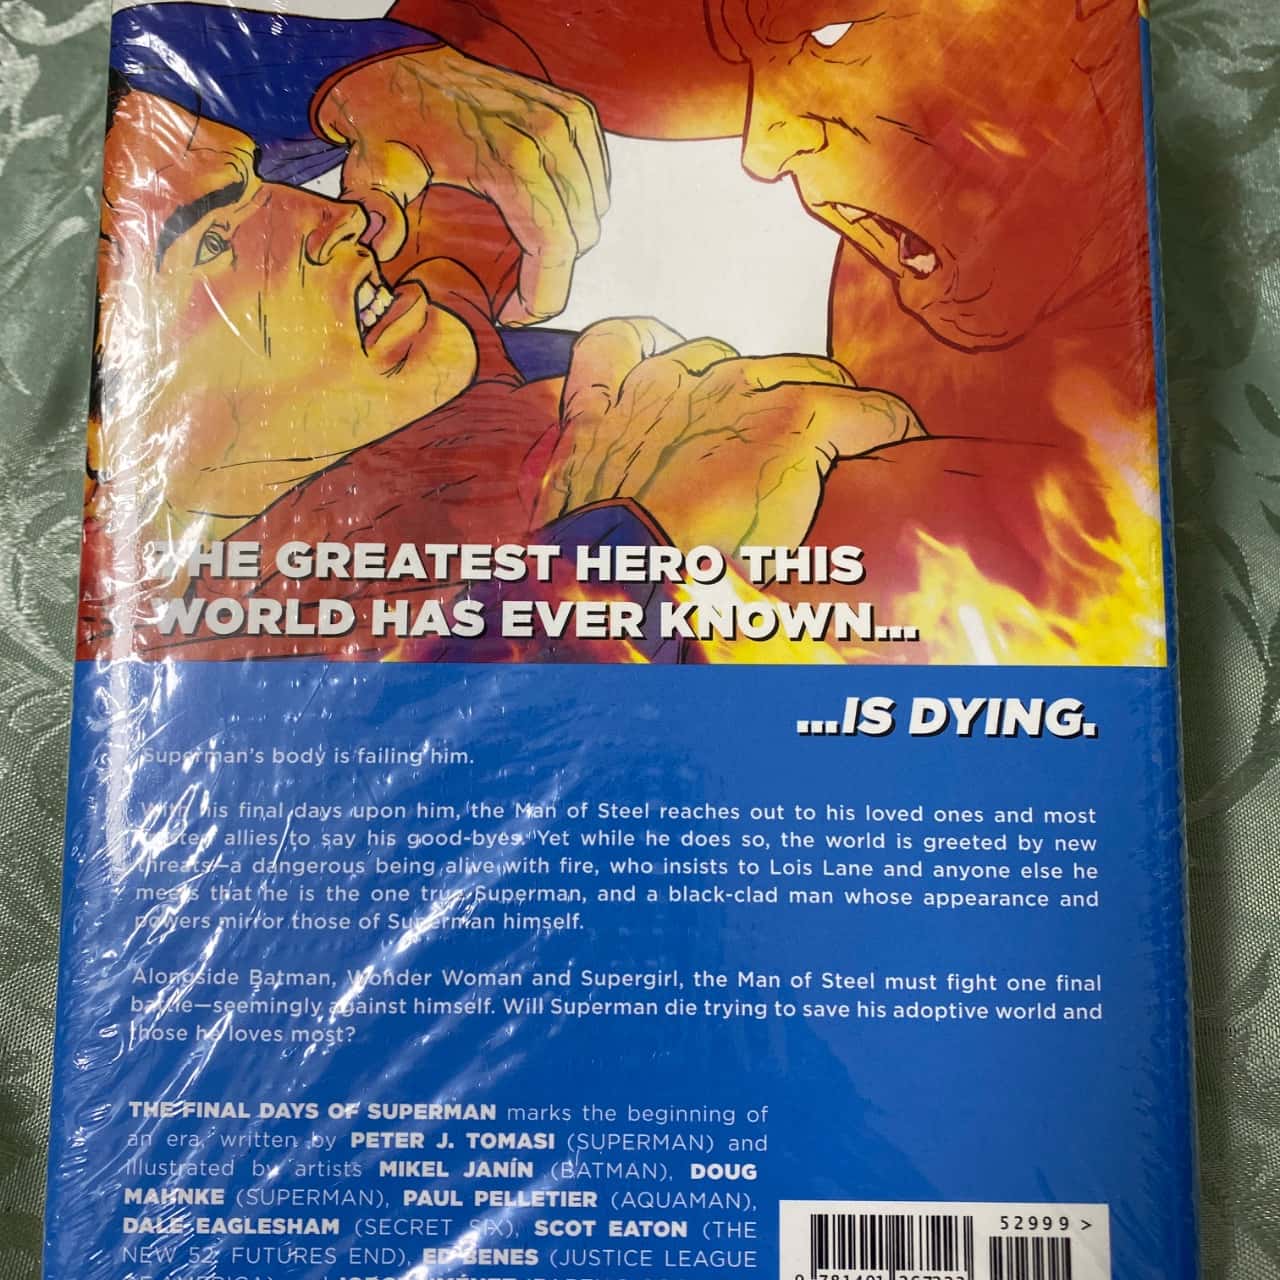 THE GREATEST HERO THIS
WORLD HAS EVER KNOWN...
...IS DYING.
Superman's body is failing him.
With his final days upon him, the Man of Steel reaches out to his loved ones and most
allies to say his good-byes. Yet while he does so, the world is greeted by new
threats—a dangerous being alive with fire, who insists to Lois Lane and anyone else he
meets that he is the one true Superman, and a black-clad man whose appearance and
powers mirror those of Superman himself.
Alongside Batman, Wonder Woman and Supergirl, the Man of Steel must fight one final
battle—seemingly against himself. Will Superman die trying to save his adoptive world and
those he loves most?
THE FINAL DAYS OF SUPERMAN marks the beginning of
an era, written by PETER J. TOMASI (SUPERMAN) and
illustrated by artists MIKEL JANÍN (BATMAN), DOUG
MAHNKE (SUPERMAN), PAUL PELLETIER (AQUAMAN),
DALE EAGLESHAM (SECRET SIX), SCOT EATON (THE
NEW 52: FUTURES END), ED BENES (JUSTICE LEAGUE
52999 >